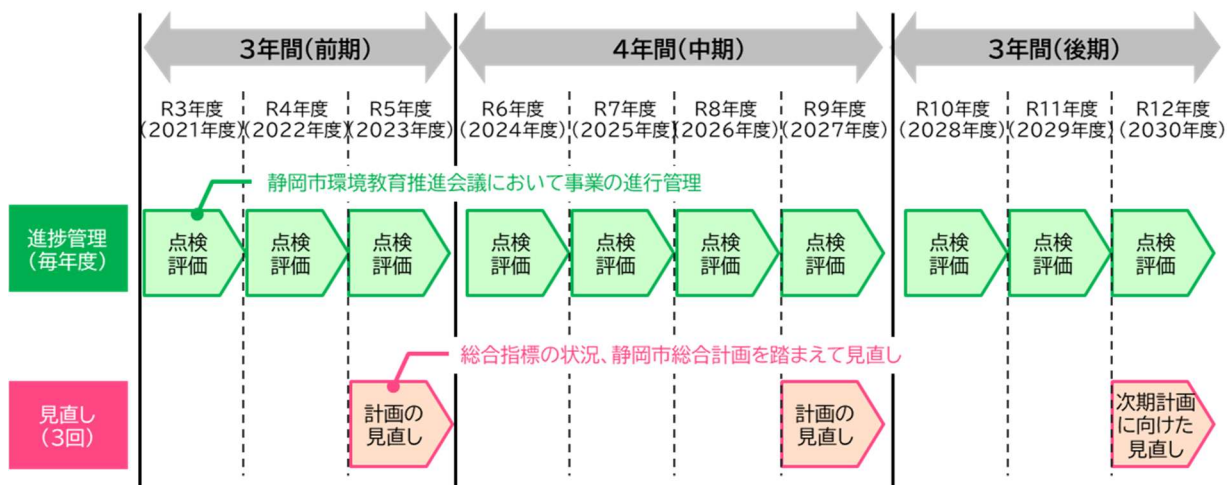 3年間(前期)
4年間(中期)
3年間(後期)
R3年度
(2021年度)
R4年度
(2022年度)
R5年度
(2023年度)
R6年度
(2024年度)
R7年度
(2025年度)
R8年度
(2026年度)
R9年度
(2027年度)
R10年度
(2028年度)
R11年度
(2029年度)
R12年度
(2030年度)
静岡市環境教育推進会議において事業の進行管理
進捗管理
(毎年度)
点検
評価
点検
評価
点検
評価
点検
評価
点検
評価
点検
評価
点検
評価
点検
評価
点検
評価
点検
評価
総合指標の状況、静岡市総合計画を踏まえて見直し
見直し
(3回)
計画の
見直し
計画の
見直し
次期計画
に向けた
見直し